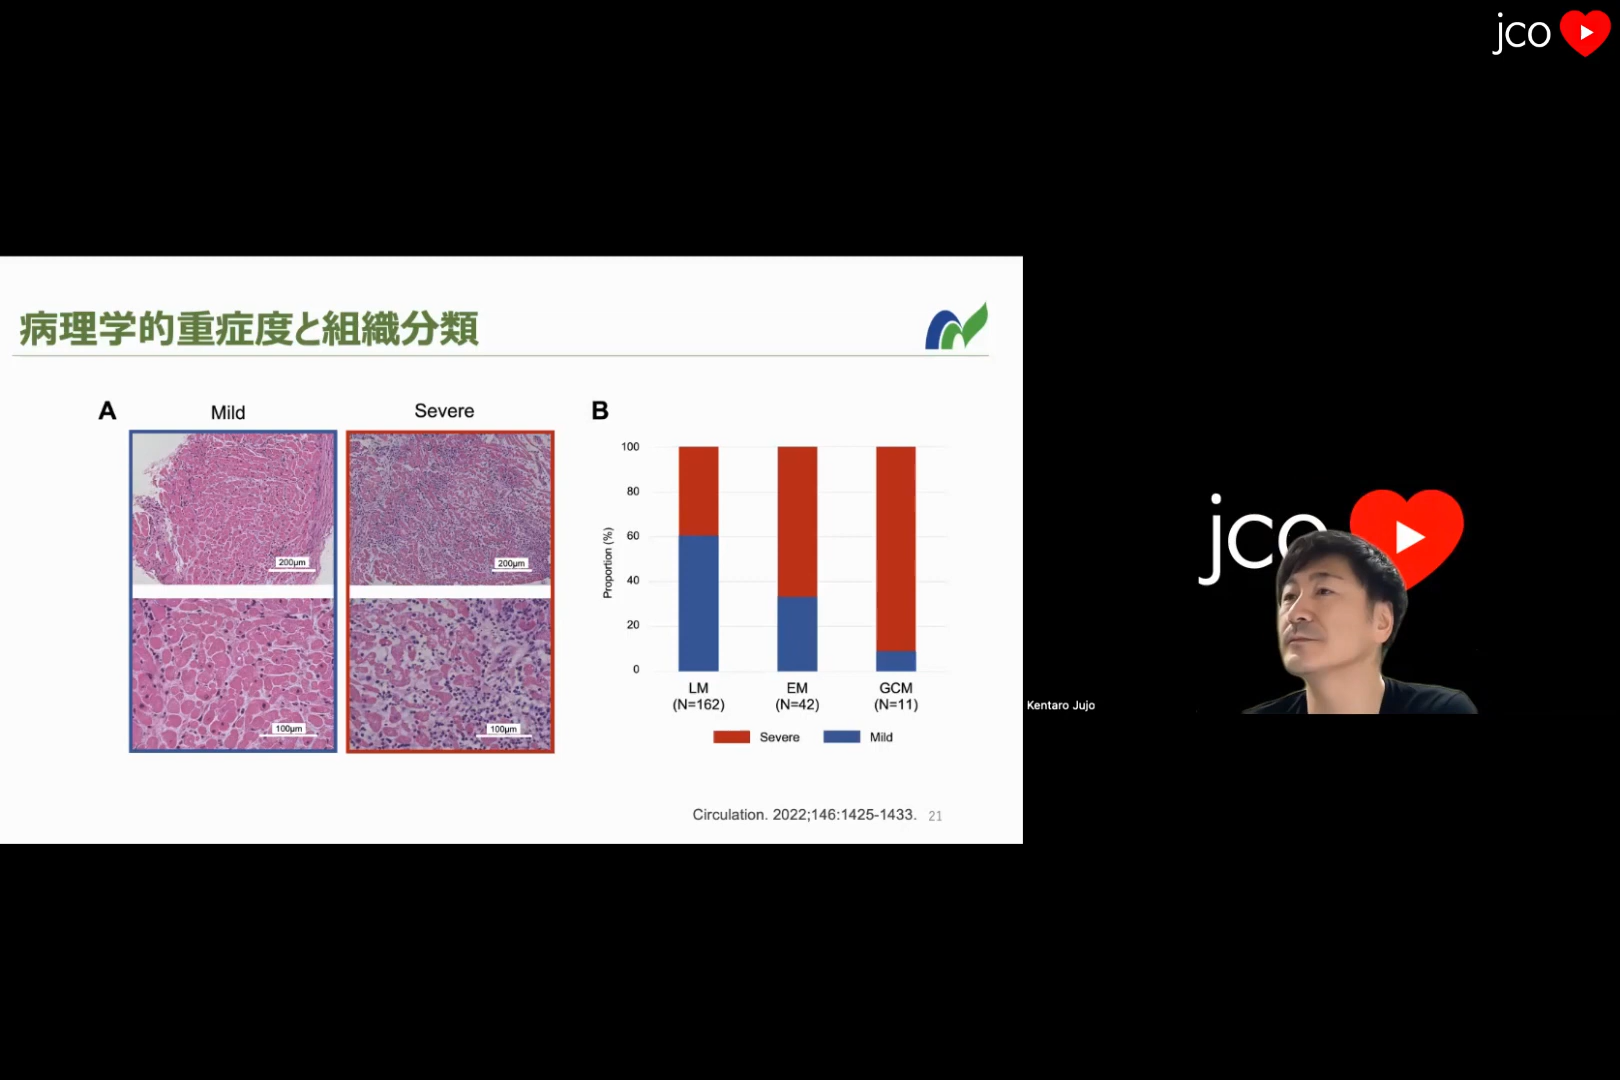 jco
病理学的重症度と組織分類
A
Mild
Severe
200μm
200μm
100μm
100μm
B
Proportion (%)
100
80
60
40
20
0
LM
(N=162)
EM
(N=42)
GCM
(N=11)
Severe
Mild
Circulation. 2022;146:1425-1433.
21
jco
Kentaro Jujo